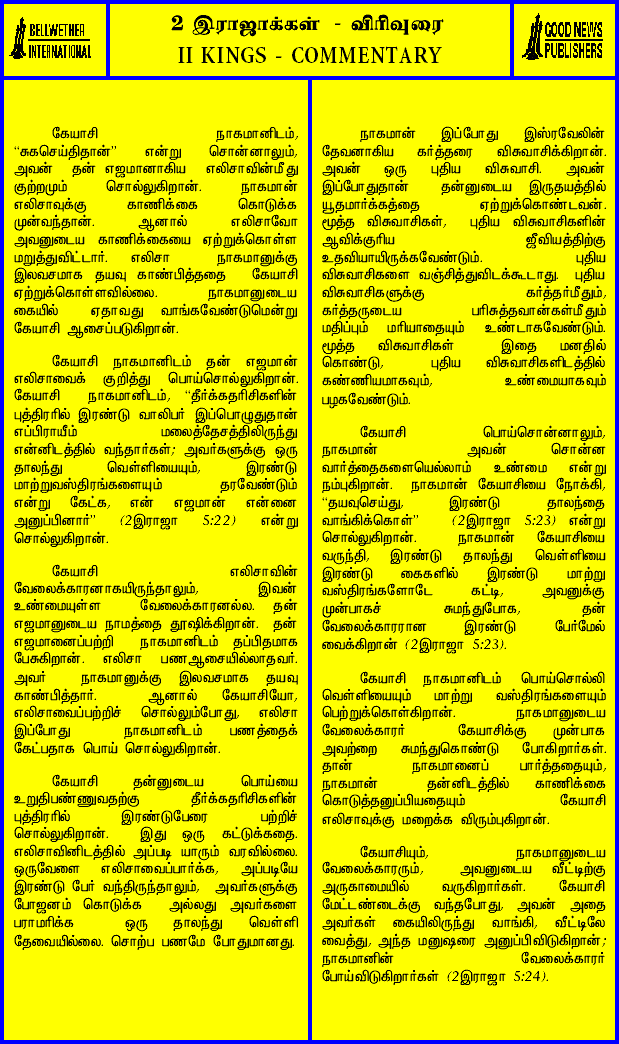 BELLWETHER
INTERNATIONAL
2 இராஜாக்கள் - விரிவுரை
II KINGS - COMMENTARY
GOOD NEWS
PUBLISHERS
கேயாசி நாகமானிடம்,
“சுகசெய்திதான்” என்று சொன்னாலும்,
அவன் தன் எஜமானாகிய எலிசாவின்மீது
குற்றமும் சொல்லுகிறான். நாகமான்
எலிசாவுக்கு காணிக்கை கொடுக்க
முன்வந்தான். ஆனால் எலிசாவோ
அவனுடைய காணிக்கையை ஏற்றுக்கொள்ள
மறுத்துவிட்டார். எலிசா நாகமானுக்கு
இலவசமாக தயவு காண்பித்ததை கேயாசி
ஏற்றுக்கொள்ளவில்லை. நாகமானுடைய
கையில் ஏதாவது வாங்கவேண்டுமென்று
கேயாசி ஆசைப்படுகிறான்.
கேயாசி நாகமானிடம் தன் எஜமான்
எலிசாவைக் குறித்து பொய்சொல்லுகிறான்.
கேயாசி நாகமானிடம், “தீர்க்கதரிசிகளின்
புத்திரரில் இரண்டு வாலிபர் இப்பொழுதுதான்
எப்பிராயீம் மலைத்தேசத்திலிருந்து
என்னிடத்தில் வந்தார்கள்; அவர்களுக்கு ஒரு
தாலந்து வெள்ளியையும், இரண்டு
மாற்றுவஸ்திரங்களையும் தரவேண்டும்
என்று கேட்க, என் எஜமான் என்னை
அனுப்பினார்” (2இராஜா 5:22) என்று
சொல்லுகிறான்.
கேயாசி எலிசாவின்
வேலைக்காரனாகயிருந்தாலும், இவன்
உண்மையுள்ள வேலைக்காரனல்ல. தன்
எஜமானுடைய நாமத்தை தூஷிக்கிறான். தன்
எஜமானைப்பற்றி நாகமானிடம் தப்பிதமாக
பேசுகிறான். எலிசா பணஆசையில்லாதவர்.
அவர் நாகமானுக்கு இலவசமாக தயவு
காண்பித்தார். ஆனால் கேயாசியோ,
எலிசாவைப்பற்றிச் சொல்லும்போது, எலிசா
இப்போது நாகமானிடம் பணத்தைக்
கேட்பதாக பொய் சொல்லுகிறான்.
கேயாசி தன்னுடைய பொய்யை
உறுதிபண்ணுவதற்கு தீர்க்கதரிசிகளின்
புத்திரரில் இரண்டுபேரை பற்றிச்
சொல்லுகிறான். இது ஒரு கட்டுக்கதை.
எலிசாவினிடத்தில் அப்படி யாரும் வரவில்லை.
ஒருவேளை எலிசாவைப்பார்க்க, அப்படியே
இரண்டு பேர் வந்திருந்தாலும், அவர்களுக்கு
போஜனம் கொடுக்க அல்லது அவர்களை
பராமரிக்க ஒரு தாலந்து வெள்ளி
தேவையில்லை. சொற்ப பணமே போதுமானது.
நாகமான் இப்போது இஸ்ரவேலின்
தேவனாகிய கர்த்தரை விசுவாசிக்கிறான்.
அவன் ஒரு புதிய விசுவாசி. அவன்
இப்போதுதான் தன்னுடைய இருதயத்தில்
யூதமார்க்கத்தை ஏற்றுக்கொண்டவன்.
மூத்த விசுவாசிகள், புதிய விசுவாசிகளின்
ஆவிக்குரிய ஜீவியத்திற்கு
உதவியாயிருக்கவேண்டும். புதிய
விசுவாசிகளை வஞ்சித்துவிடக்கூடாது. புதிய
விசுவாசிகளுக்கு கர்த்தர்மீதும்,
கர்த்தருடைய பரிசுத்தவான்கள்மீதும்
மதிப்பும் மரியாதையும் உண்டாகவேண்டும்.
மூத்த விசுவாசிகள் இதை மனதில்
கொண்டு, புதிய விசுவாசிகளிடத்தில்
கண்ணியமாகவும், உண்மையாகவும்
பழகவேண்டும்.
கேயாசி பொய்சொன்னாலும்,
நாகமான் அவன் சொன்ன
வார்த்தைகளையெல்லாம் உண்மை என்று
நம்புகிறான். நாகமான் கேயாசியை நோக்கி,
“தயவுசெய்து, இரண்டு தாலந்தை
வாங்கிக்கொள்” (2இராஜா 5:23) என்று
சொல்லுகிறான். நாகமான் கேயாசியை
வருந்தி, இரண்டு தாலந்து வெள்ளியை
இரண்டு கைகளில் இரண்டு மாற்று
வஸ்திரங்களோடே கட்டி, அவனுக்கு
முன்பாகச் சுமந்துபோக, தன்
வேலைக்காரரான இரண்டு பேர்மேல்
வைக்கிறான் (2இராஜா 5:23).
கேயாசி நாகமானிடம் பொய்சொல்லி
வெள்ளியையும் மாற்று வஸ்திரங்களையும்
பெற்றுக்கொள்கிறான். நாகமானுடைய
வேலைக்காரர் கேயாசிக்கு முன்பாக
அவற்றை சுமந்துகொண்டு போகிறார்கள்.
தான் நாகமானைப் பார்த்ததையும்,
நாகமான் தன்னிடத்தில் காணிக்கை
கொடுத்தனுப்பியதையும் கேயாசி
எலிசாவுக்கு மறைக்க விரும்புகிறான்.
கேயாசியும், நாகமானுடைய
வேலைக்காரரும், அவனுடைய வீட்டிற்கு
அருகாமையில் வருகிறார்கள். கேயாசி
மேட்டண்டைக்கு வந்தபோது, அவன் அதை
அவர்கள் கையிலிருந்து வாங்கி, வீட்டிலே
வைத்து, அந்த மனுஷரை அனுப்பிவிடுகிறான்;
நாகமானின் வேலைக்காரர்
போய்விடுகிறார்கள் (2இராஜா 5:24).